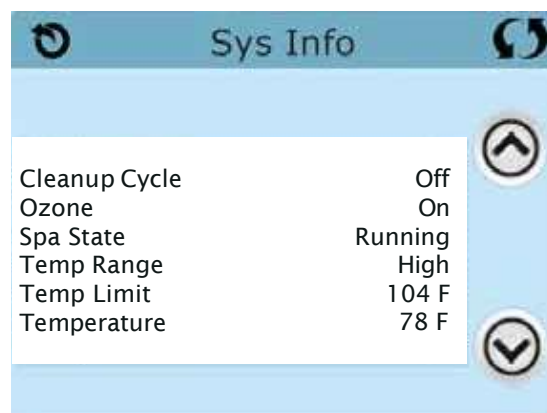 Sys Info
Cleanup Cycle Off
Ozone On
Spa State Running
Temp Range High
Temp Limit 104 F
Temperature 78 F